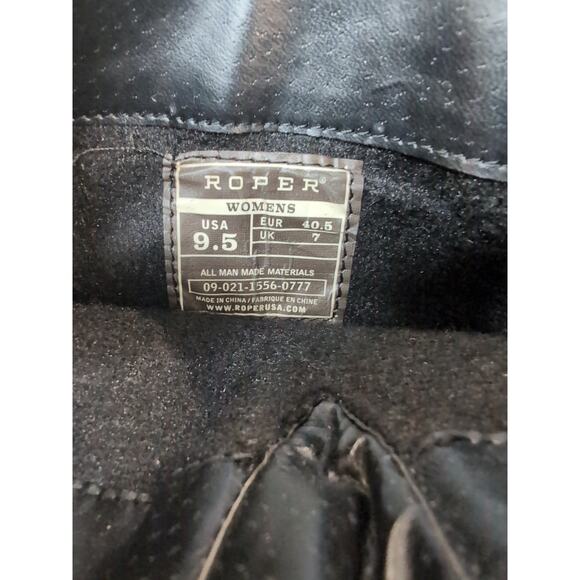 ROPER®
WOMENS
USA
9.5
EUR 40.5
UK 7
ALL MAN MADE MATERIALS
09-021-1556-0777
MADE IN CHINA / FABRIQUE EN CHINE
WWW.ROPERUSA.COM